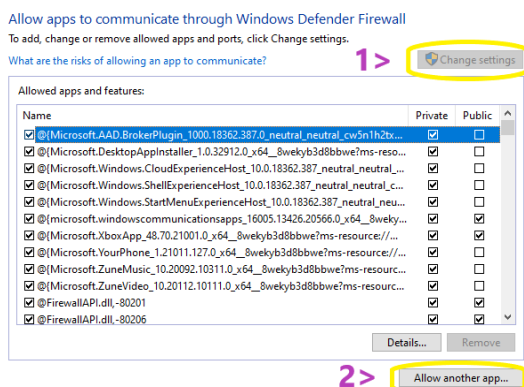 Allow apps to communicate through Windows Defender Firewall
To add, change or remove allowed apps and ports, click Change settings.
What are the risks of allowing an app to communicate?
1>
Change settings
Allowed apps and features:
Name Private Public
@{Microsoft.AAD.BrokerPlugin_1000.18362.387.0_neutral_neutral_cw5n1h2tx...
@{Microsoft.DesktopAppInstaller_1.0.32912.0_x64__8wekyb3d8bbwe?ms-reso...
@{Microsoft.Windows.CloudExperienceHost_10.0.18362.387_neutral_neutral_...
@{Microsoft.Windows.ShellExperienceHost_10.0.18362.387_neutral_neutral_c...
@{Microsoft.Windows.StartMenuExperienceHost_10.0.18362.387_neutral_neu...
@{microsoft.windowscommunicationsapps_16005.13426.20566.0_x64__8weky...
@{Microsoft.XboxApp_48.70.21001.0_x64__8wekyb3d8bbwe?ms-resource://...
@{Microsoft.YourPhone_1.21011.127.0_x64__8wekyb3d8bbwe?ms-resource://...
@{Microsoft.ZuneMusic_10.20092.10311.0_x64__8wekyb3d8bbwe?ms-resourc...
@{Microsoft.ZuneVideo_10.20112.10111.0_x64__8wekyb3d8bbwe?ms-resourc...
@FirewallAPI.dll,-80201
@FirewallAPI.dll,-80206
Details... Remove
2>
Allow another app...